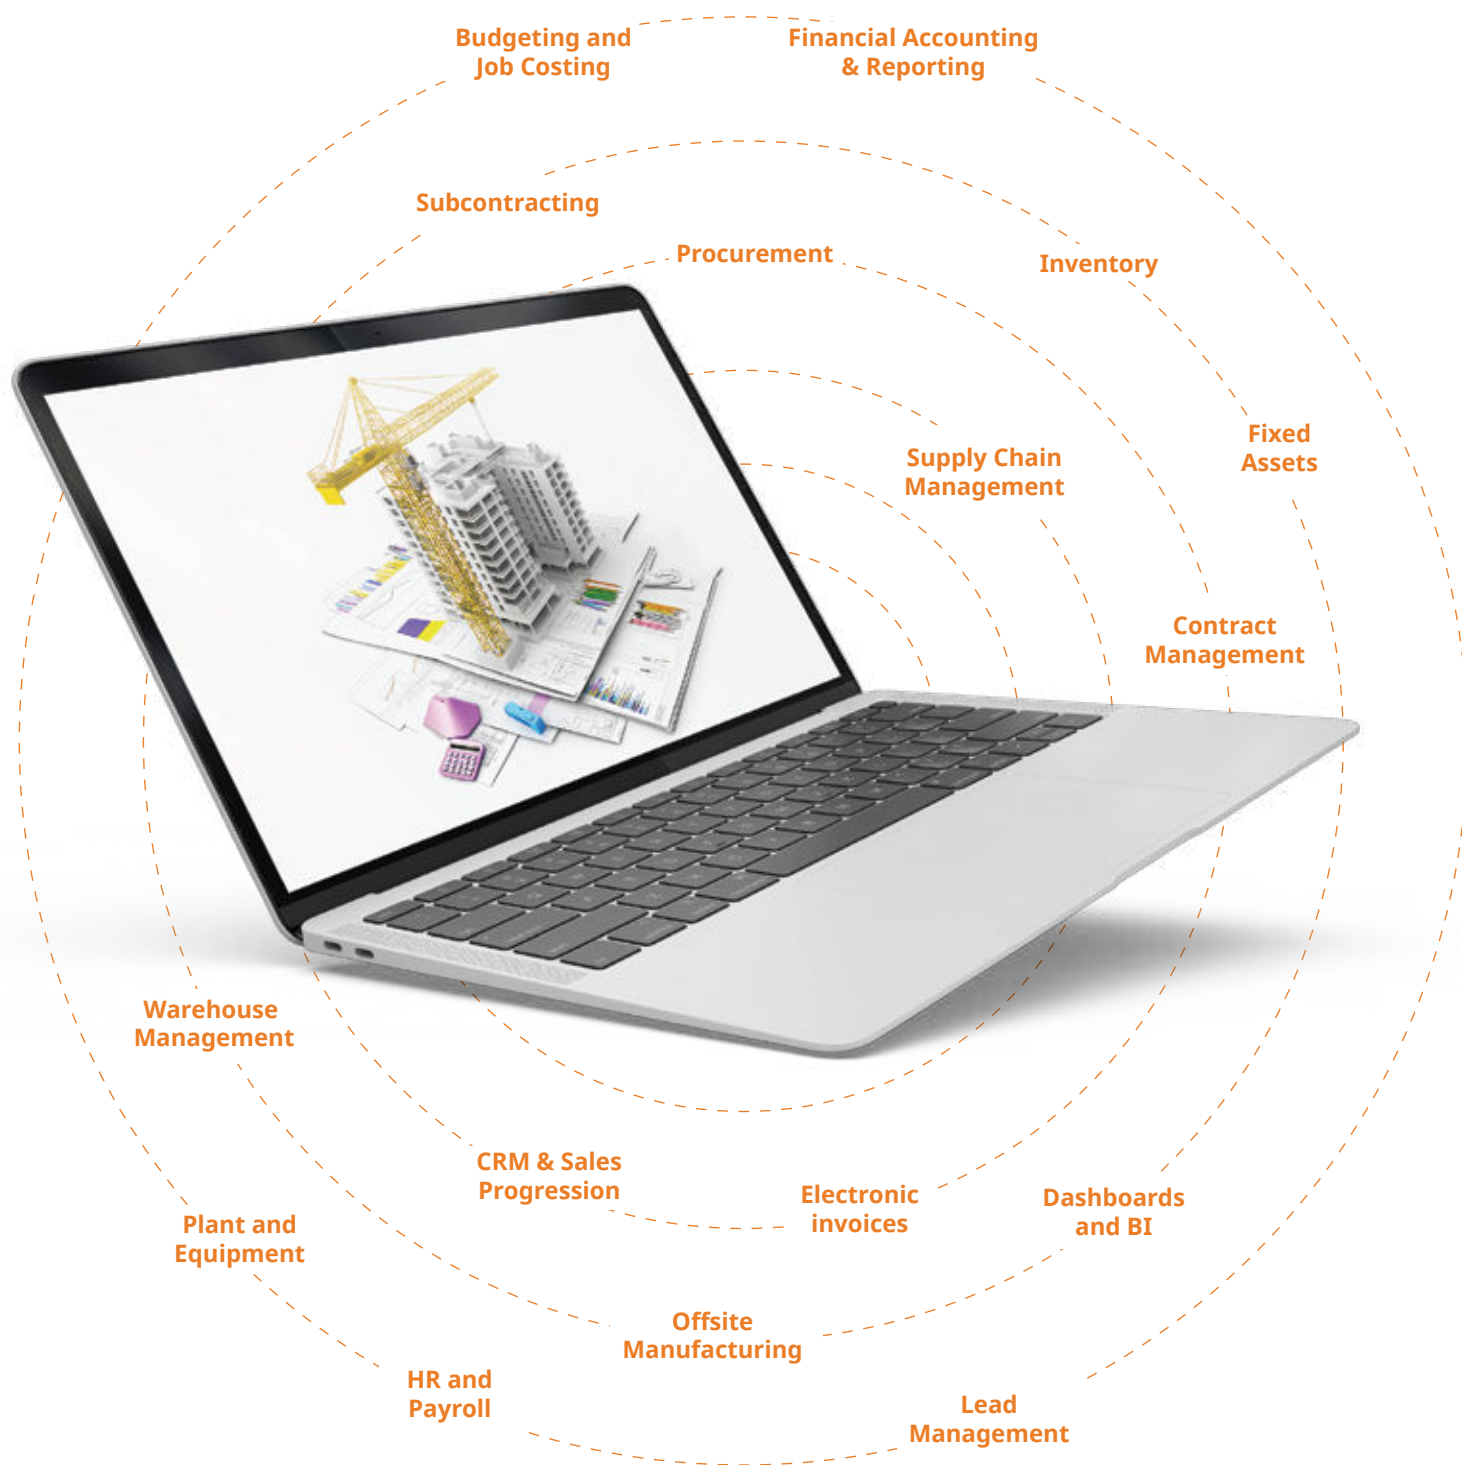 Budgeting and
Job Costing
Financial Accounting
& Reporting
Subcontracting
Procurement
Inventory
Fixed
Assets
Supply Chain
Management
Contract
Management
Warehouse
Management
CRM & Sales
Progression
Electronic
invoices
Dashboards
and BI
Plant and
Equipment
Offsite
Manufacturing
HR and
Payroll
Lead
Management